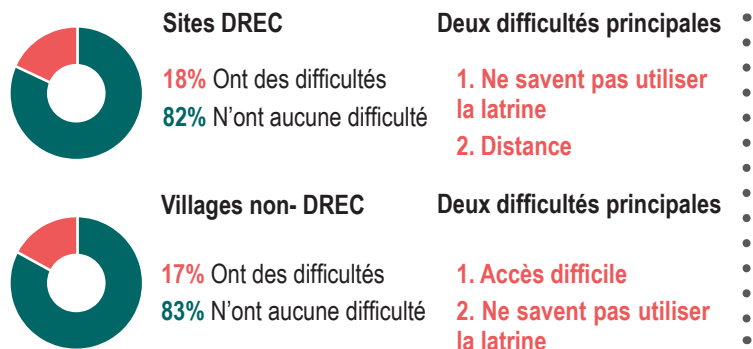 Sites DREC
18% Ont des difficultés
82% N'ont aucune difficulté
Deux difficultés principales
1. Ne savent pas utiliser
la latrine
2. Distance
Villages non- DREC
17% Ont des difficultés
83% N'ont aucune difficulté
Deux difficultés principales
1. Accès difficile
2. Ne savent pas utiliser
la latrine